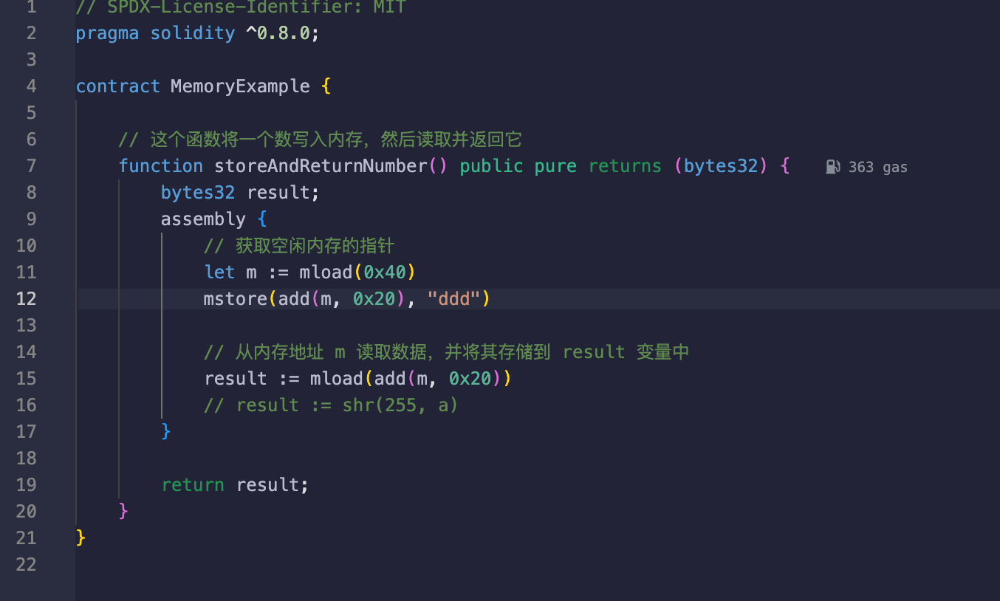 1 // SPDX-License-Identifier: MIT
2 pragma solidity ^0.8.0;
3
4 contract MemoryExample {
5
6 // 这个函数将一个数写入内存，然后读取并返回它
7 function storeAndReturnNumber() public pure returns (bytes32) { 363 gas
8 bytes32 result;
9 assembly {
10 // 获取空闲内存的指针
11 let m := mload(0x40)
12 mstore(add(m, 0x20), "ddd")
13
14 // 从内存地址 m 读取数据，并将其存储到 result 变量中
15 result := mload(add(m, 0x20))
16 // result := shr(255, a)
17 }
18
19 return result;
20 }
21 }
22